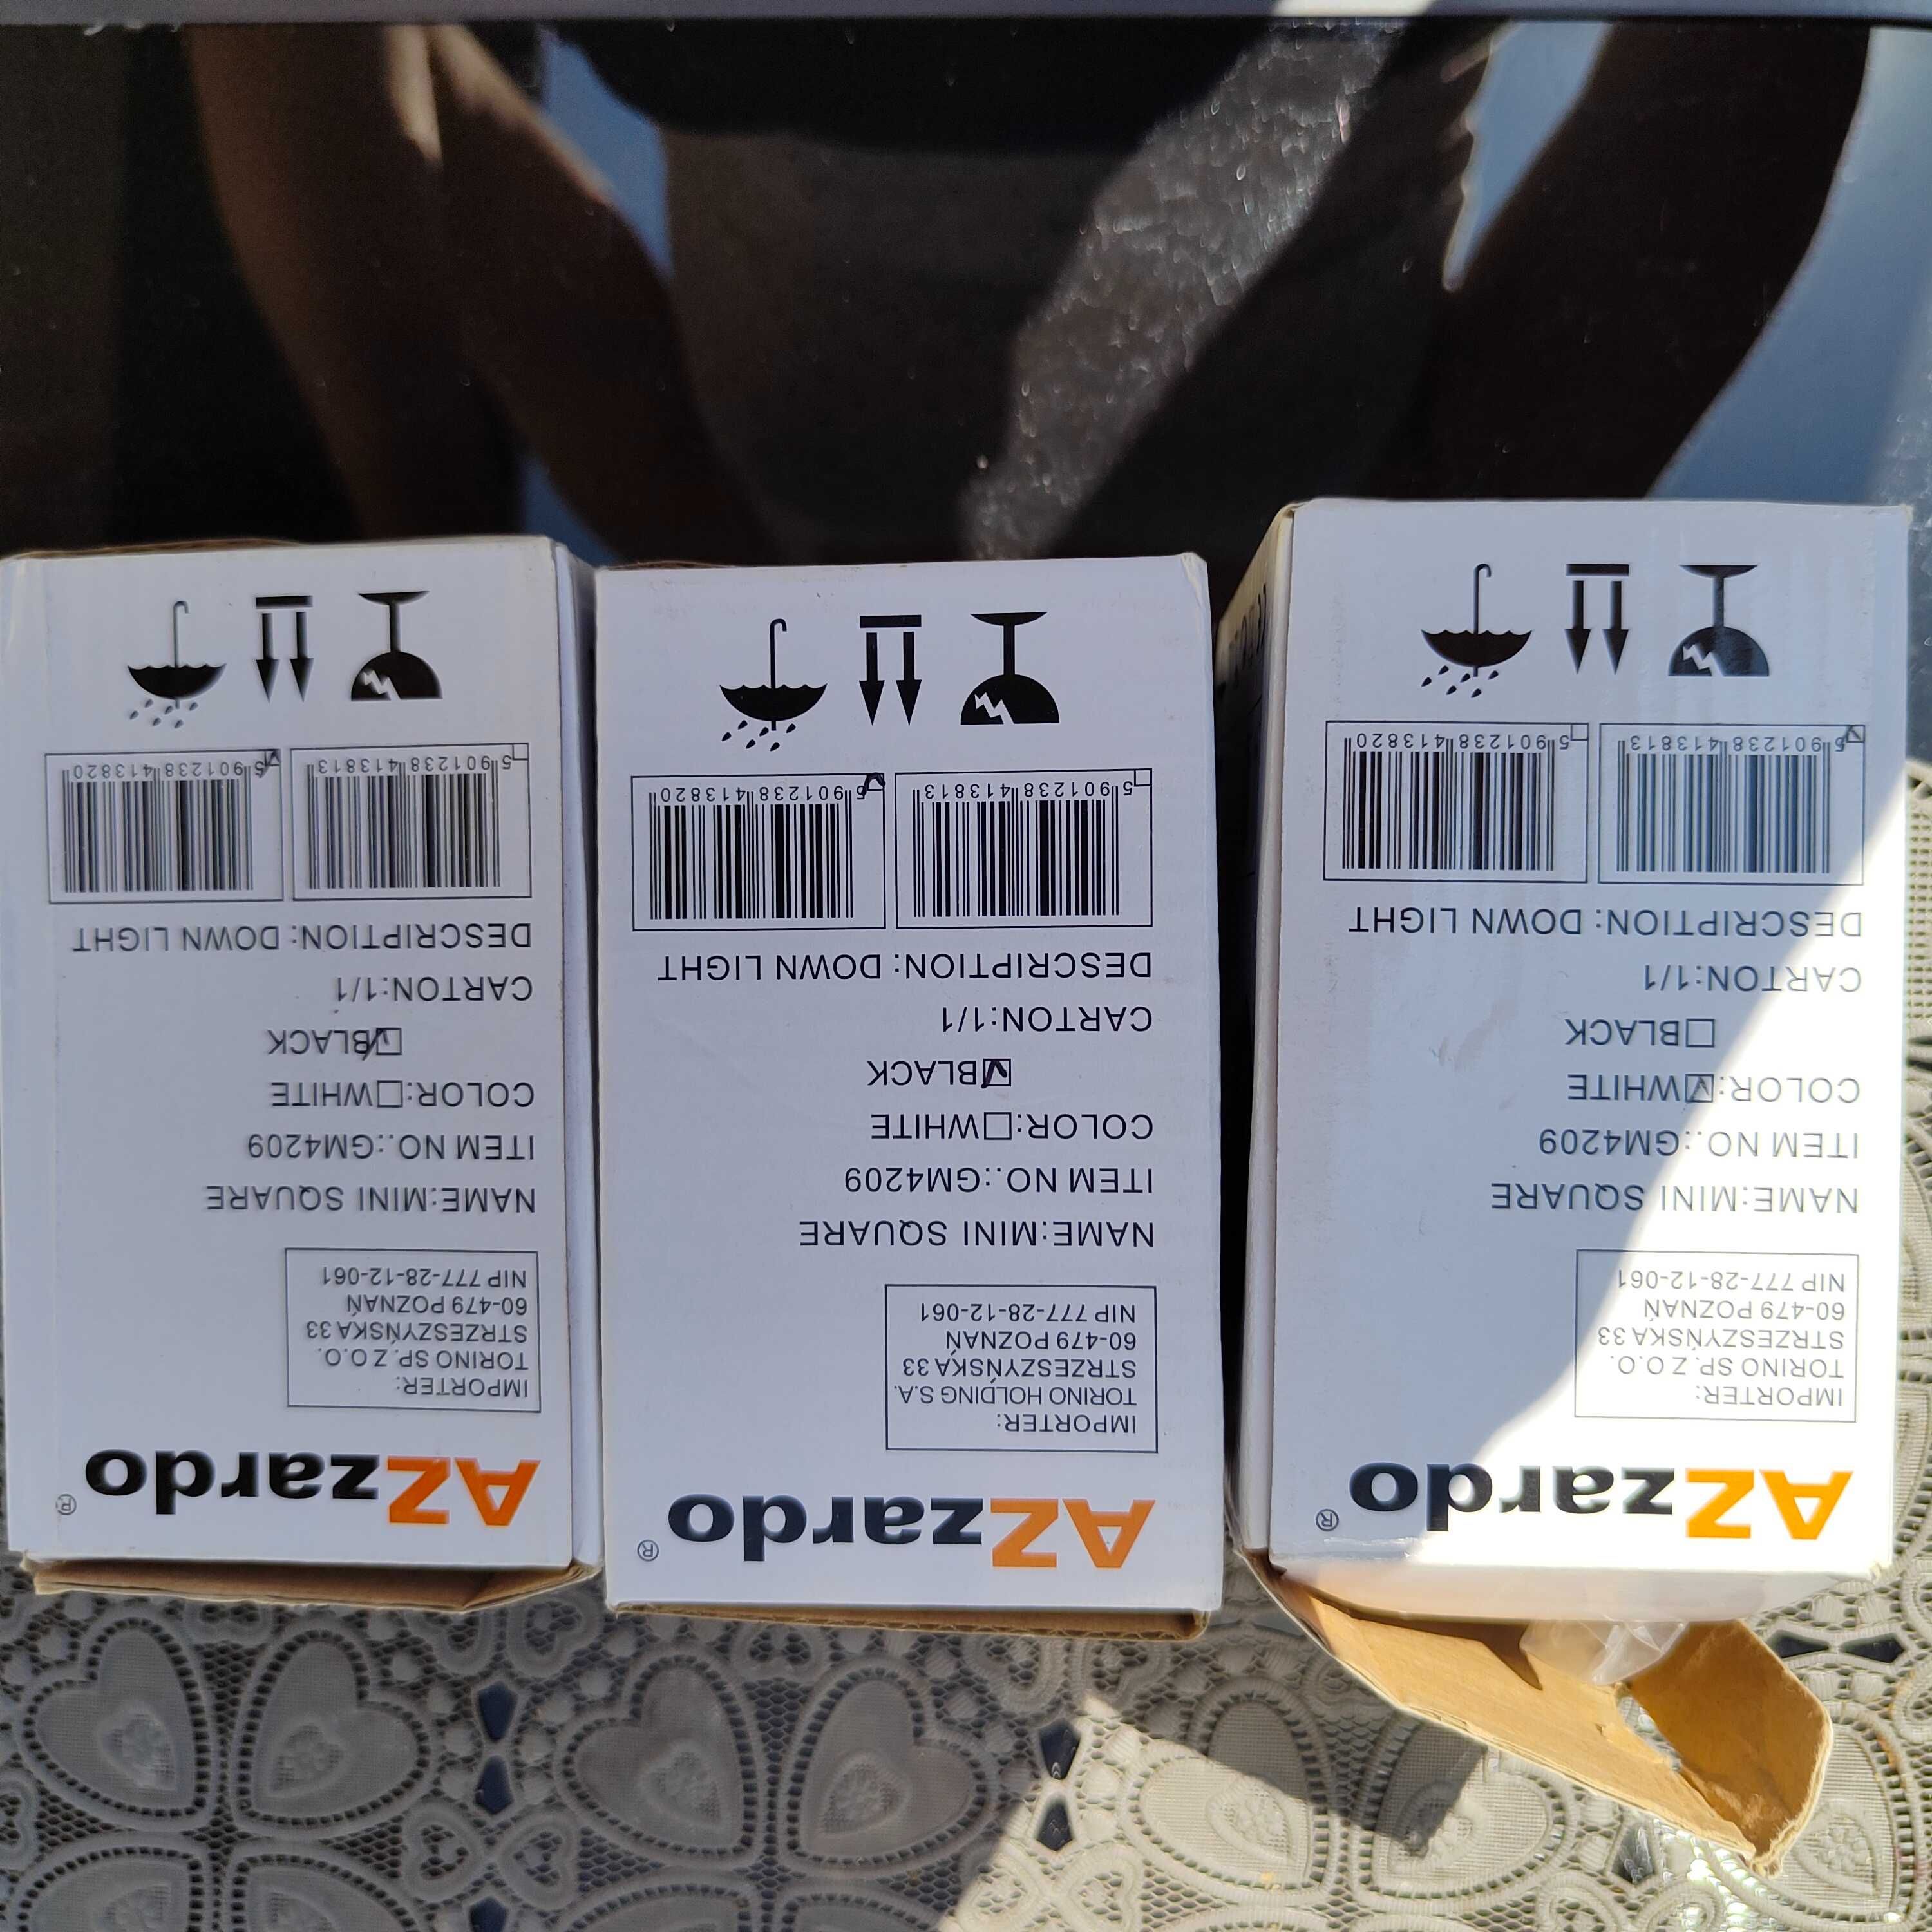 AZzardo®
IMPORTER:
TORINO SP. Z O.O.
STRZESZYŃSKA 33
60-479 POZNAŃ
NIP 777-28-12-061
NAME:MINI SQUARE
ITEM NO.:GM4209
COLOR:☑WHITE
☐BLACK
CARTON:1/1
DESCRIPTION: DOWN LIGHT
5 901238 413813
5 901238 413820
AZzardo®
IMPORTER:
TORINO HOLDING S.A.
STRZESZYŃSKA 33
60-479 POZNAŃ
NIP 777-28-12-061
NAME:MINI SQUARE
ITEM NO.:GM4209
COLOR:☐WHITE
☑BLACK
CARTON:1/1
DESCRIPTION: DOWN LIGHT
5 901238 413813
5 901238 413820
AZzardo®
IMPORTER:
TORINO SP. Z O.O.
STRZESZYŃSKA 33
60-479 POZNAŃ
NIP 777-28-12-061
NAME:MINI SQUARE
ITEM NO.:GM4209
COLOR:☐WHITE
☑BLACK
CARTON:1/1
DESCRIPTION: DOWN LIGHT
5 901238 413813
5 901238 413820